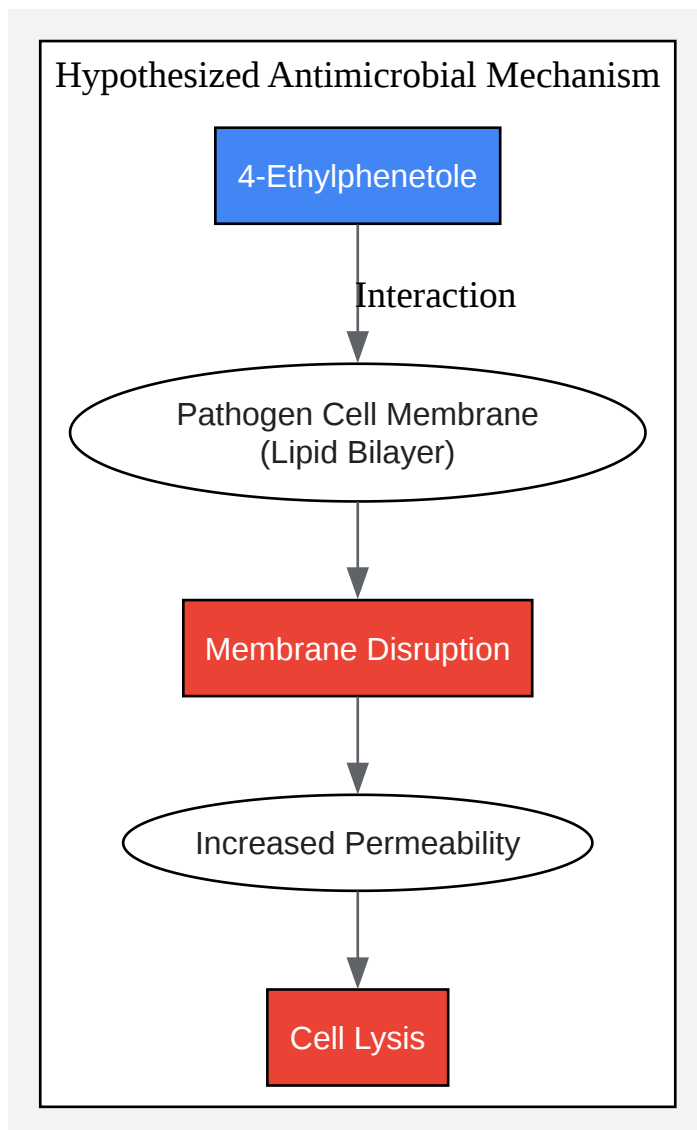 Hypothesized Antimicrobial Mechanism
4-Ethylphenetole
Interaction
Pathogen Cell Membrane
(Lipid Bilayer)
Membrane Disruption
Increased Permeability
Cell Lysis